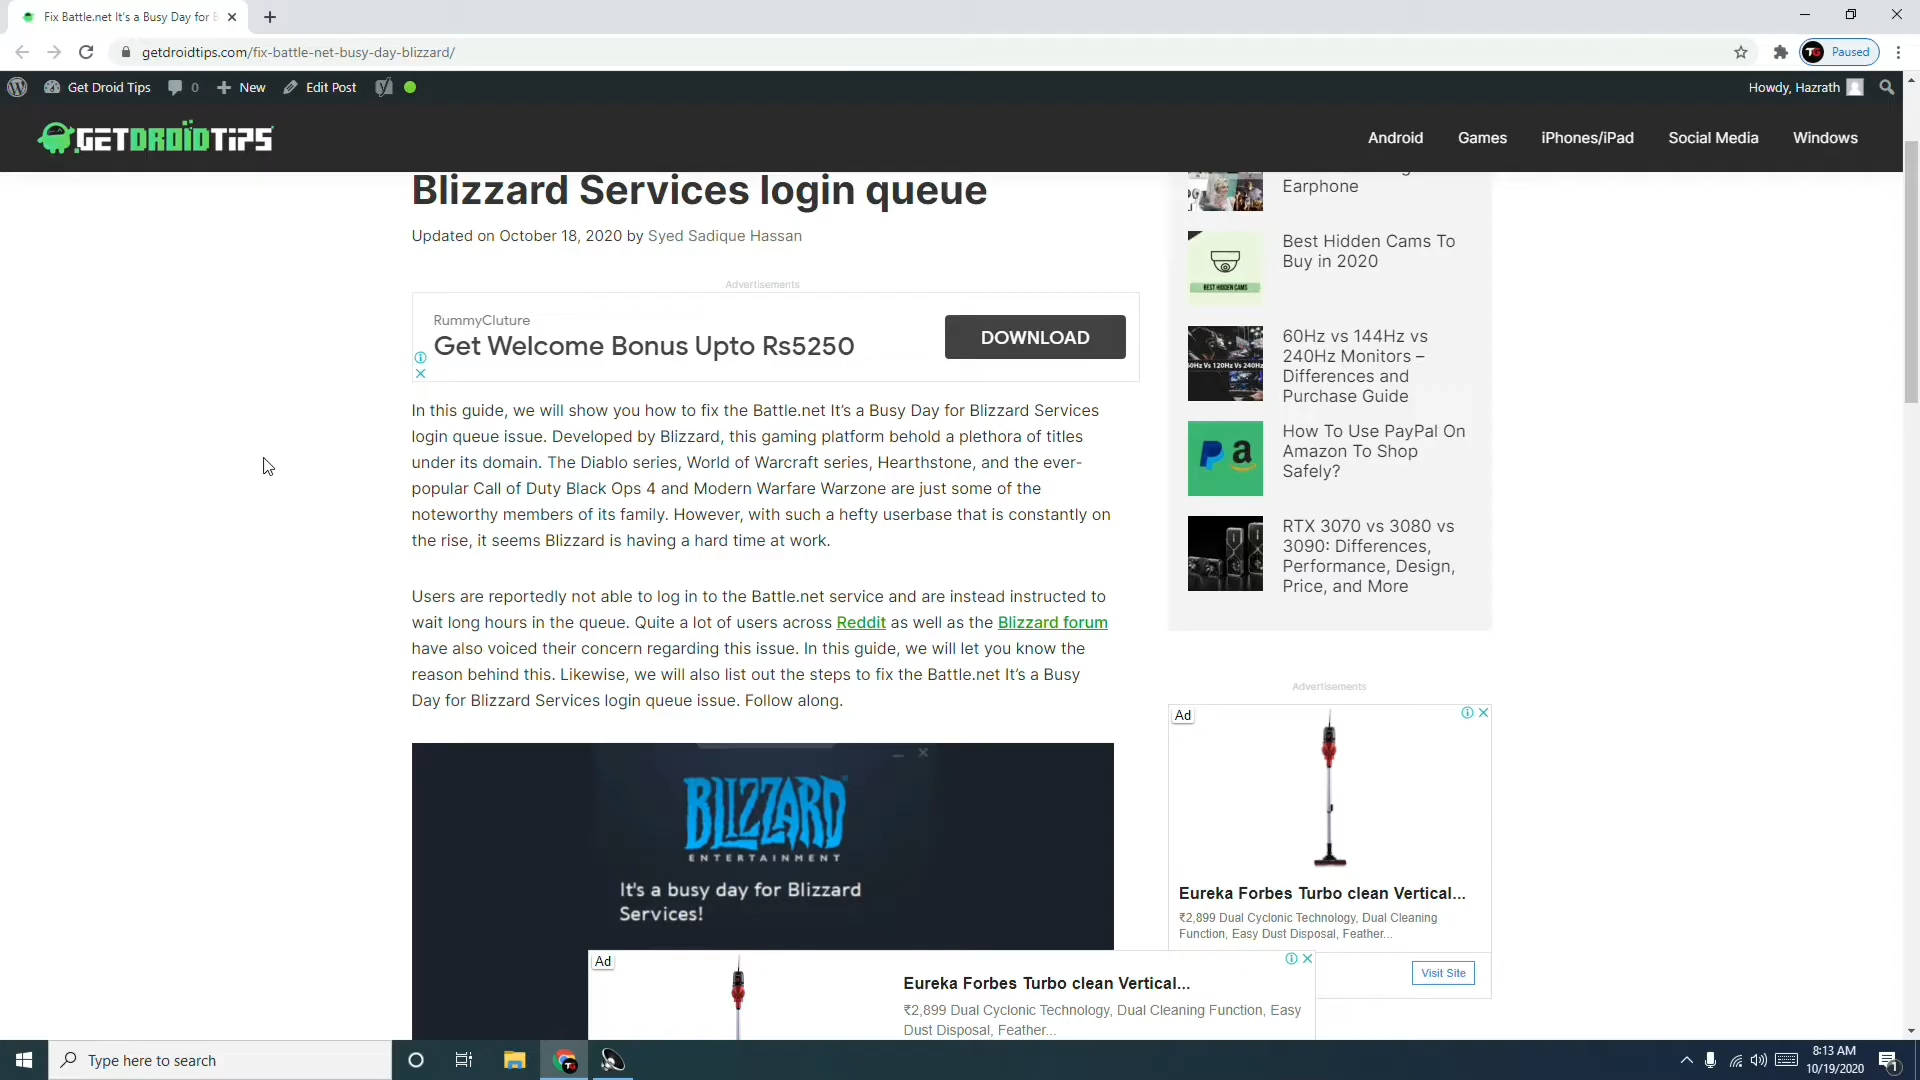 Fix Battle.net It's a Busy Day for B
getdroidtips.com/fix-battle-net-busy-day-blizzard/
Paused
Get Droid Tips
0
New
Edit Post
Howdy, Hazrath
GETDROIDTIPS
Android
Games
iPhones/iPad
Social Media
Windows
Blizzard Services login queue
Updated on October 18, 2020 by Syed Sadique Hassan
Advertisements
RummyCluture
Get Welcome Bonus Upto Rs5250
DOWNLOAD
In this guide, we will show you how to fix the Battle.net It's a Busy Day for Blizzard Services
login queue issue. Developed by Blizzard, this gaming platform behold a plethora of titles
under its domain. The Diablo series, World of Warcraft series, Hearthstone, and the ever-
popular Call of Duty Black Ops 4 and Modern Warfare Warzone are just some of the
noteworthy members of its family. However, with such a hefty userbase that is constantly on
the rise, it seems Blizzard is having a hard time at work.
Users are reportedly not able to log in to the Battle.net service and are instead instructed to
wait long hours in the queue. Quite a lot of users across Reddit as well as the Blizzard forum
have also voiced their concern regarding this issue. In this guide, we will let you know the
reason behind this. Likewise, we will also list out the steps to fix the Battle.net It's a Busy
Day for Blizzard Services login queue issue. Follow along.
BLIZZARD
ENTERTAINMENT
It's a busy day for Blizzard
Services!
Earphone
BEST HIDDEN CAMS
Best Hidden Cams To
Buy in 2020
60Hz Vs 120Hz Vs 240Hz
60Hz vs 144Hz vs
240Hz Monitors –
Differences and
Purchase Guide
How To Use PayPal On
Amazon To Shop
Safely?
RTX 3070 vs 3080 vs
3090: Differences,
Performance, Design,
Price, and More
Advertisements
Ad
Eureka Forbes Turbo clean Vertical...
₹2,899 Dual Cyclonic Technology, Dual Cleaning
Function, Easy Dust Disposal, Feather...
Visit Site
Ad
Eureka Forbes Turbo clean Vertical...
₹2,899 Dual Cyclonic Technology, Dual Cleaning Function, Easy
Dust Disposal, Feather...
Type here to search
8:13 AM
10/19/2020
1